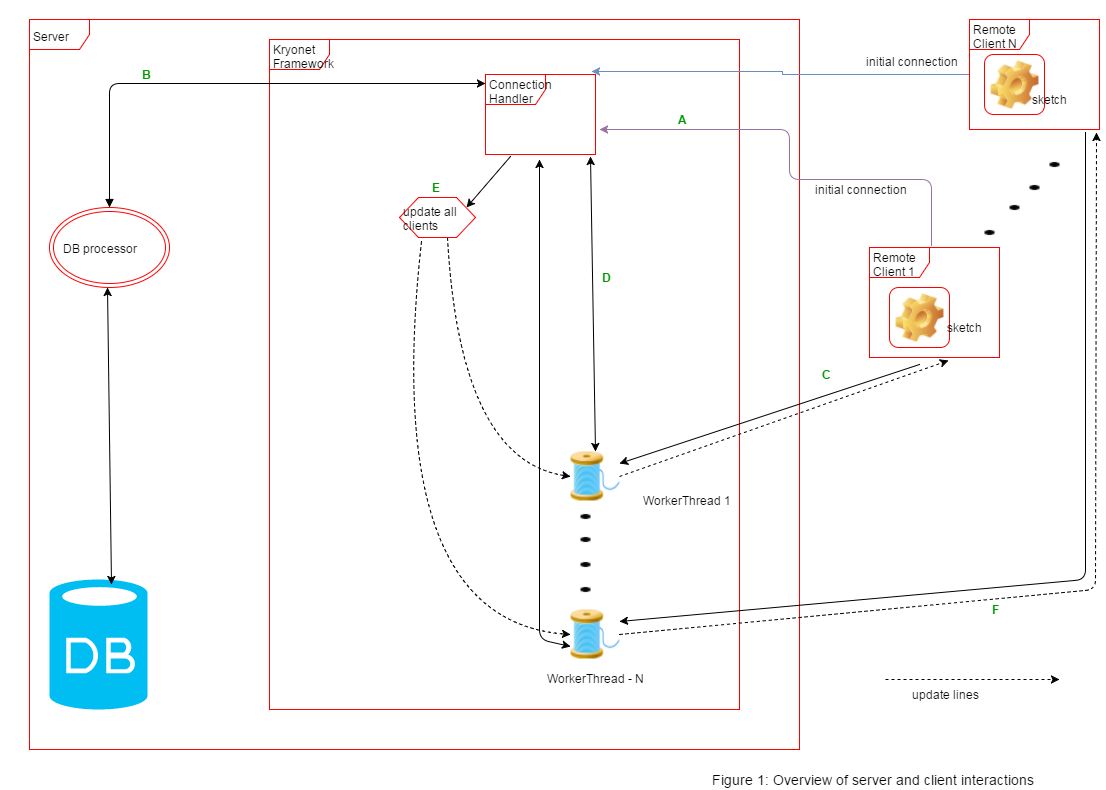 Server
Kryonet
Framework
Connection
Handler
B
E
update all
clients
DB processor
DB
D
A
initial connection
initial connection
Remote
Client N
sketch
Remote
Client 1
sketch
C
WorkerThread 1
WorkerThread - N
F
update lines
Figure 1: Overview of server and client interactions